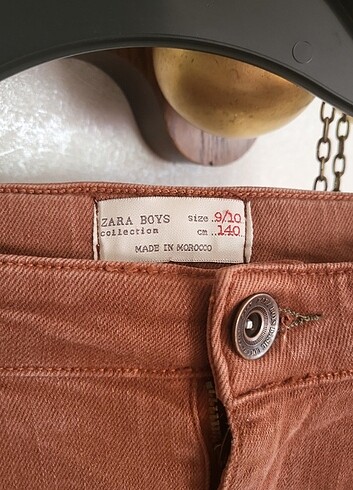 ZARA BOYS size 9/10
collection cm 140
MADE IN MOROCCO